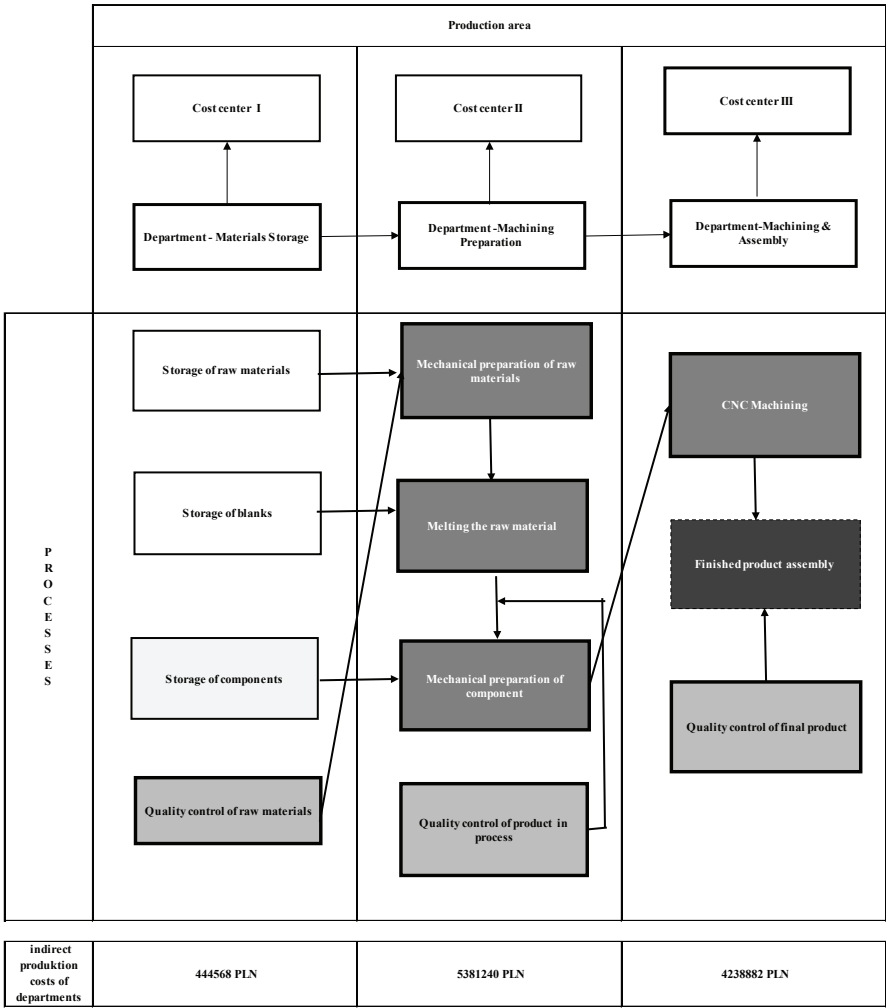 Production area
Cost center I
Cost center II
Cost center III
Department - Materials Storage
Department -Machining
Preparation
Department-Machining &
Assembly
P
R
O
C
E
S
S
E
S
Storage of raw materials
Mechanical preparation of raw
materials
CNC Machining
Storage of blanks
Melting the raw material
Finished product assembly
Storage of components
Mechanical preparation of
component
Quality control of final product
Quality control of raw materials
Quality control of product in
process
indirect
produktion
costs of
departments
444568 PLN
5381240 PLN
4238882 PLN